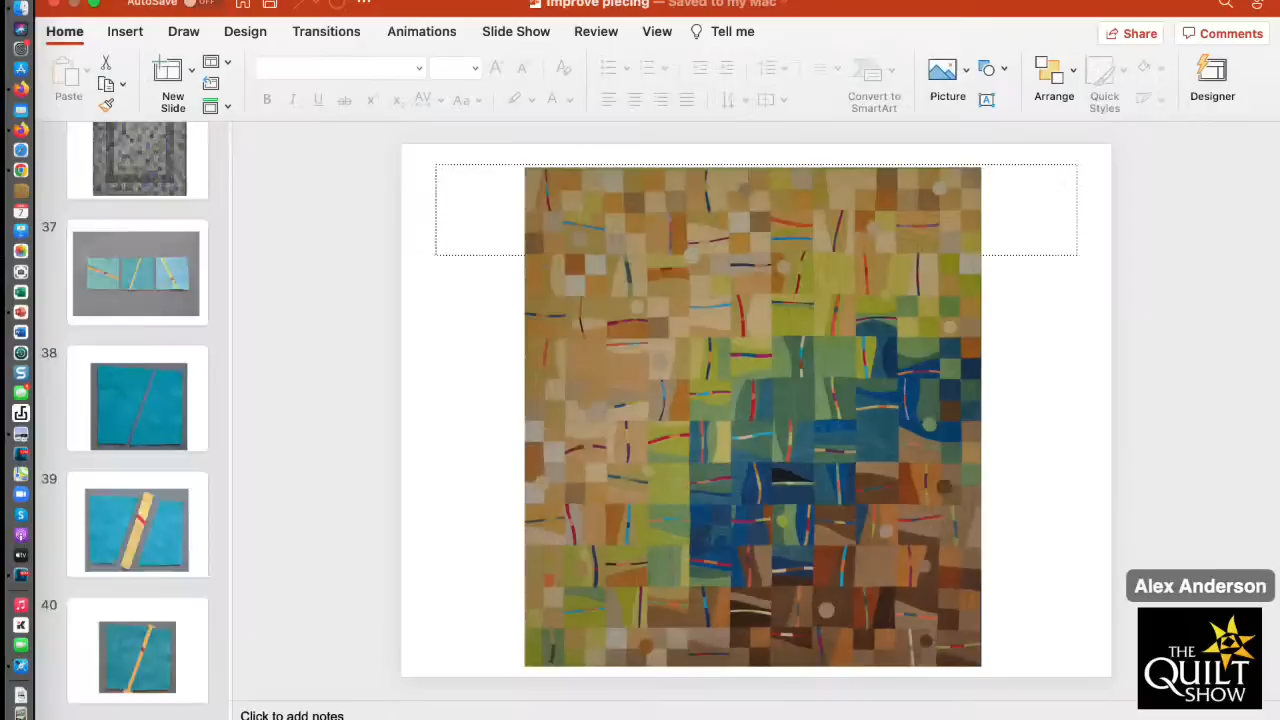 AutoSave OFF
Improve piecing — Saved to my Mac
Home Insert Draw Design Transitions Animations Slide Show Review View Tell me
Share Comments
Paste
New
Slide
Convert to
SmartArt
Picture
Arrange
Quick
Styles
Designer
37
38
39
40
Click to add notes
Alex Anderson
THE
QUILT
SHOW